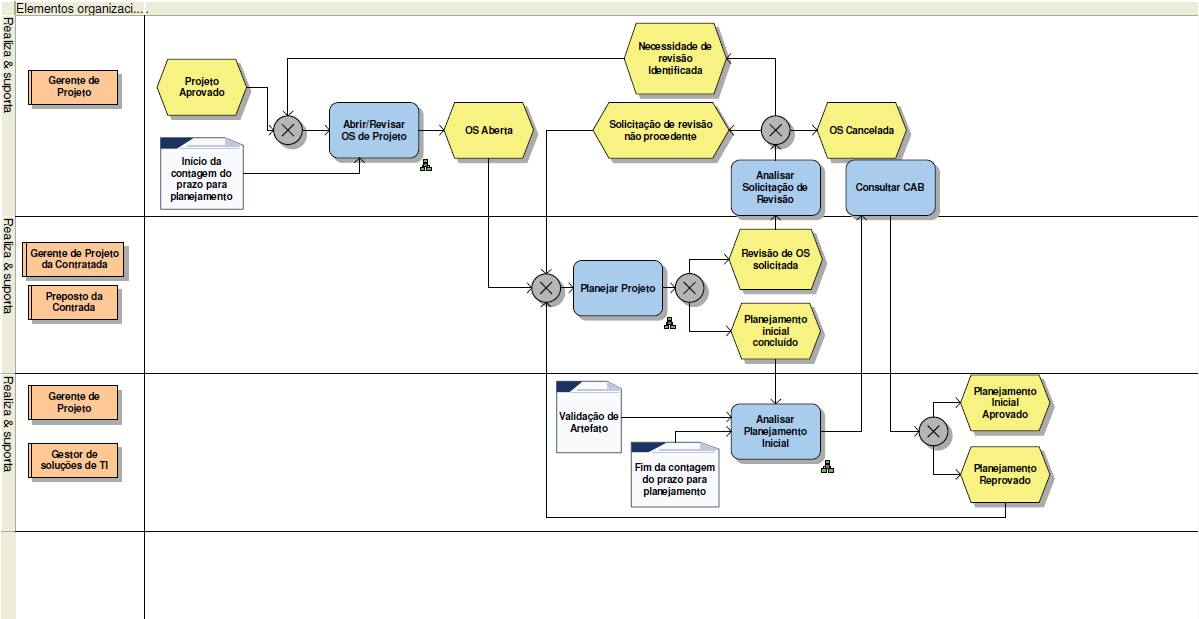 Elementos organizaci... .
Realiza & suporta
Gerente de
Projeto
Projeto
Aprovado
Início da
contagem do
prazo para
planejamento
Abrir/Revisar
OS de Projeto
OS Aberta
Necessidade de
revisão
Identificada
Solicitação de revisão
não procedente
OS Cancelada
Analisar
Solicitação de
Revisão
Consultar CAB
Realiza & suporta
Gerente de Projeto
da Contratada
Preposto da
Contrada
Planejar Projeto
Revisão de OS
solicitada
Planejamento
inicial
concluído
Realiza & suporta
Gerente de
Projeto
Gestor de
soluções de TI
Validação de
Artefato
Fim da contagem
do prazo para
planejamento
Analisar
Planejamento
Inicial
Planejamento
Inicial
Aprovado
Planejamento
Reprovado